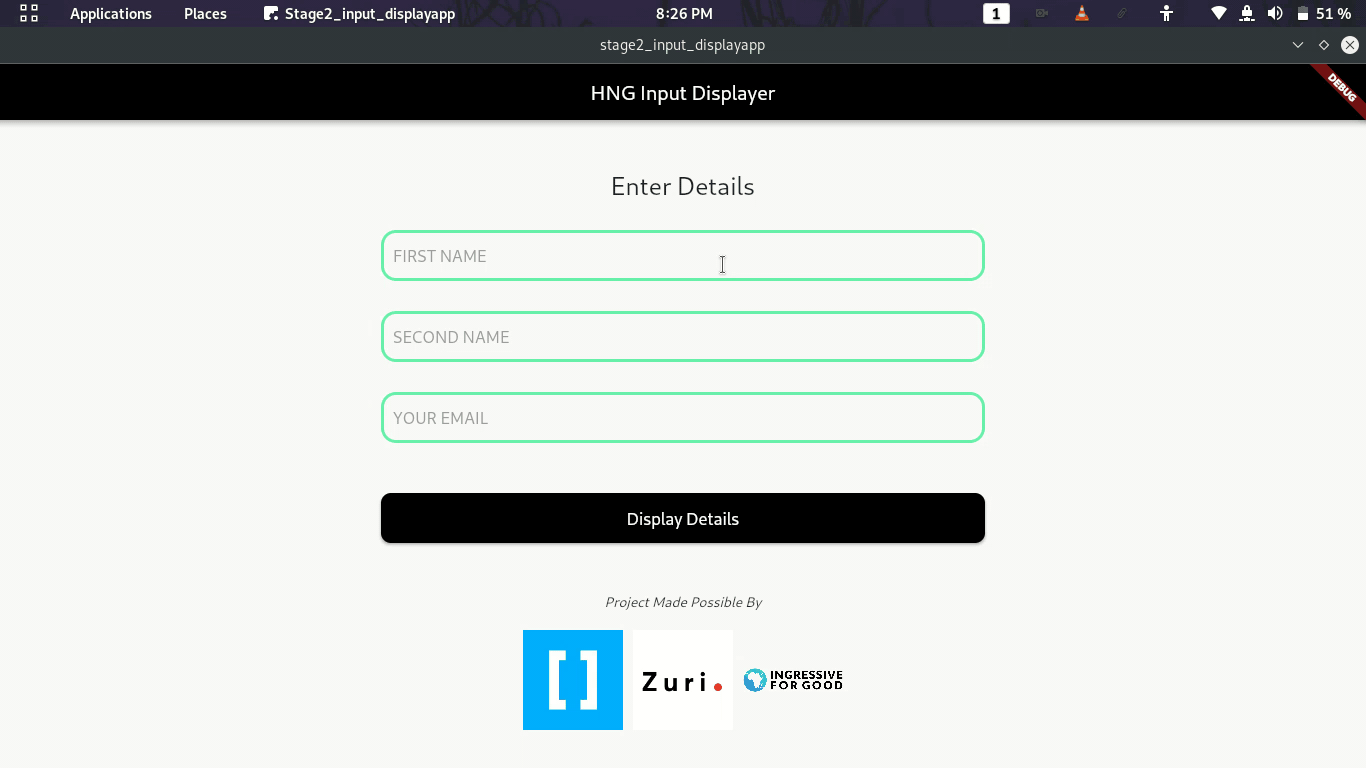 Applications Places Stage2_input_displayapp 8:26 PM 1 51 %
stage2_input_displayapp
HNG Input Displayer
DEBUG
Enter Details
FIRST NAME
SECOND NAME
YOUR EMAIL
Display Details
Project Made Possible By
[ ]
Zuri.
INGRESSIVE
FOR GOOD